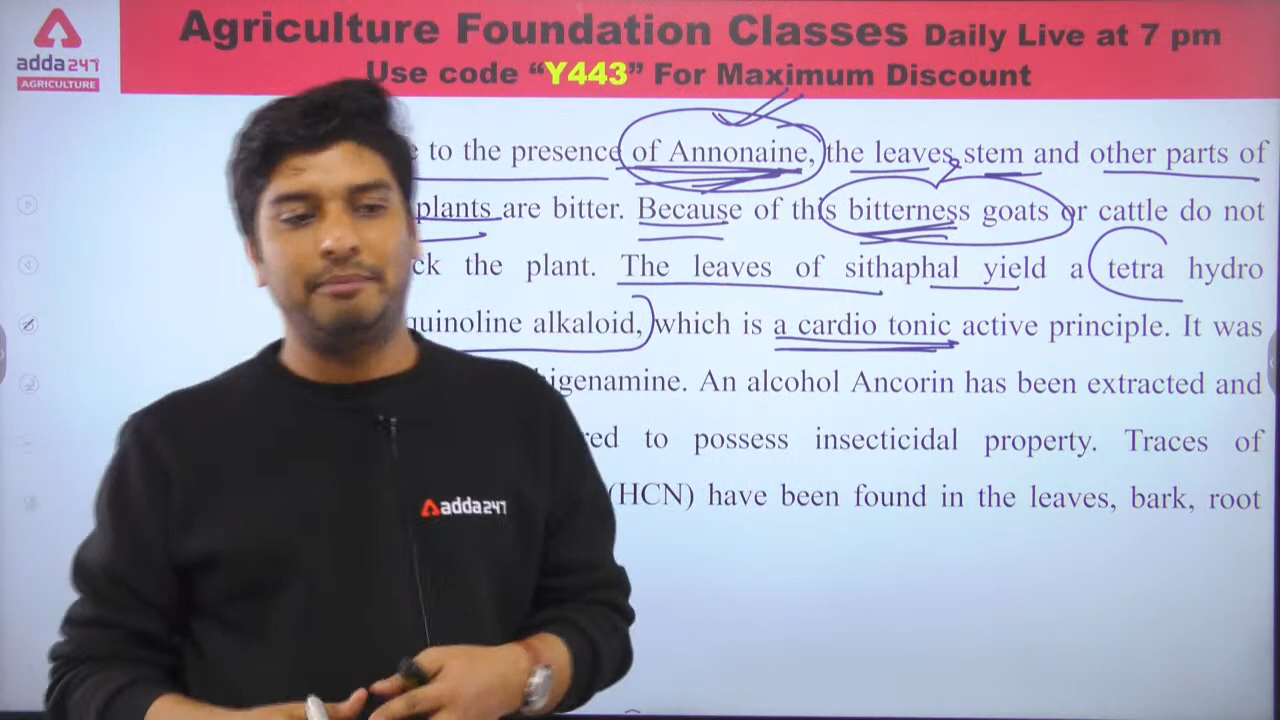 Agriculture Foundation Classes Daily Live at 7 pm
adda247
AGRICULTURE
Use code “Y443” For Maximum Discount
to the presence of Annonaine, the leaves, stem and other parts of
plants are bitter. Because of this bitterness goats or cattle do not
the plant. The leaves of sithaphal yield a tetra hydro
quinoline alkaloid, which is a cardio tonic active principle. It was
An alcohol Ancorin has been extracted and
to possess insecticidal property. Traces of
(HCN) have been found in the leaves, bark, root
adda247